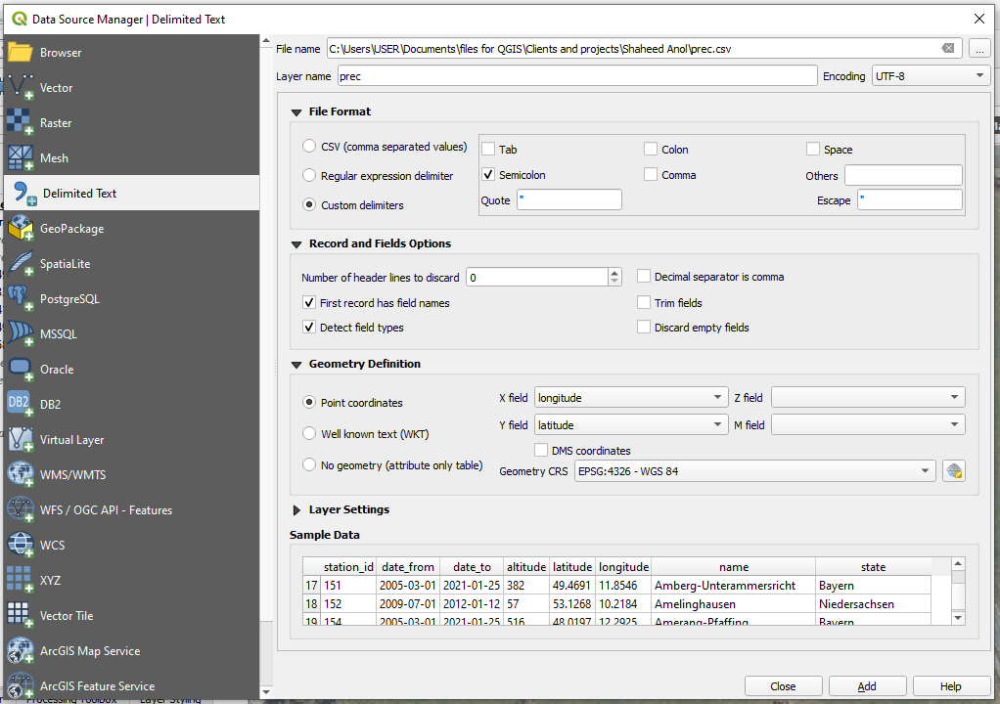 Data Source Manager | Delimited Text
Browser
Vector
Raster
Mesh
Delimited Text
GeoPackage
SpatiaLite
PostgreSQL
MSSQL
Oracle
DB2
DB2
Virtual Layer
WMS/WMTS
WFS / OGC API - Features
WCS
XYZ
Vector Tile
ArcGIS Map Service
ArcGIS Feature Service
File name C:\Users\USER\Documents\files for QGIS\Clients and projects\Shaheed Anol\prec.csv ...
Layer name prec Encoding UTF-8
File Format
CSV (comma separated values) Tab Colon Space
Regular expression delimiter Semicolon Comma Others
Custom delimiters Quote " Escape "
Record and Fields Options
Number of header lines to discard 0 Decimal separator is comma
First record has field names Trim fields
Detect field types Discard empty fields
Geometry Definition
Point coordinates X field longitude Z field
Well known text (WKT) Y field latitude M field
DMS coordinates
No geometry (attribute only table) Geometry CRS EPSG:4326 - WGS 84
Layer Settings
Sample Data
station_id date_from date_to altitude latitude longitude name state
17 151 2005-03-01 2021-01-25 382 49.4691 11.8546 Amberg-Unterammersricht Bayern
18 152 2009-07-01 2012-01-12 57 53.1268 10.2184 Amelinghausen Niedersachsen
19 154 2005-03-01 2021-01-25 516 48.0197 12.2925 Amerang-Pfaffing Bayern
Close Add Help
Processing Toolbox Layer Styling